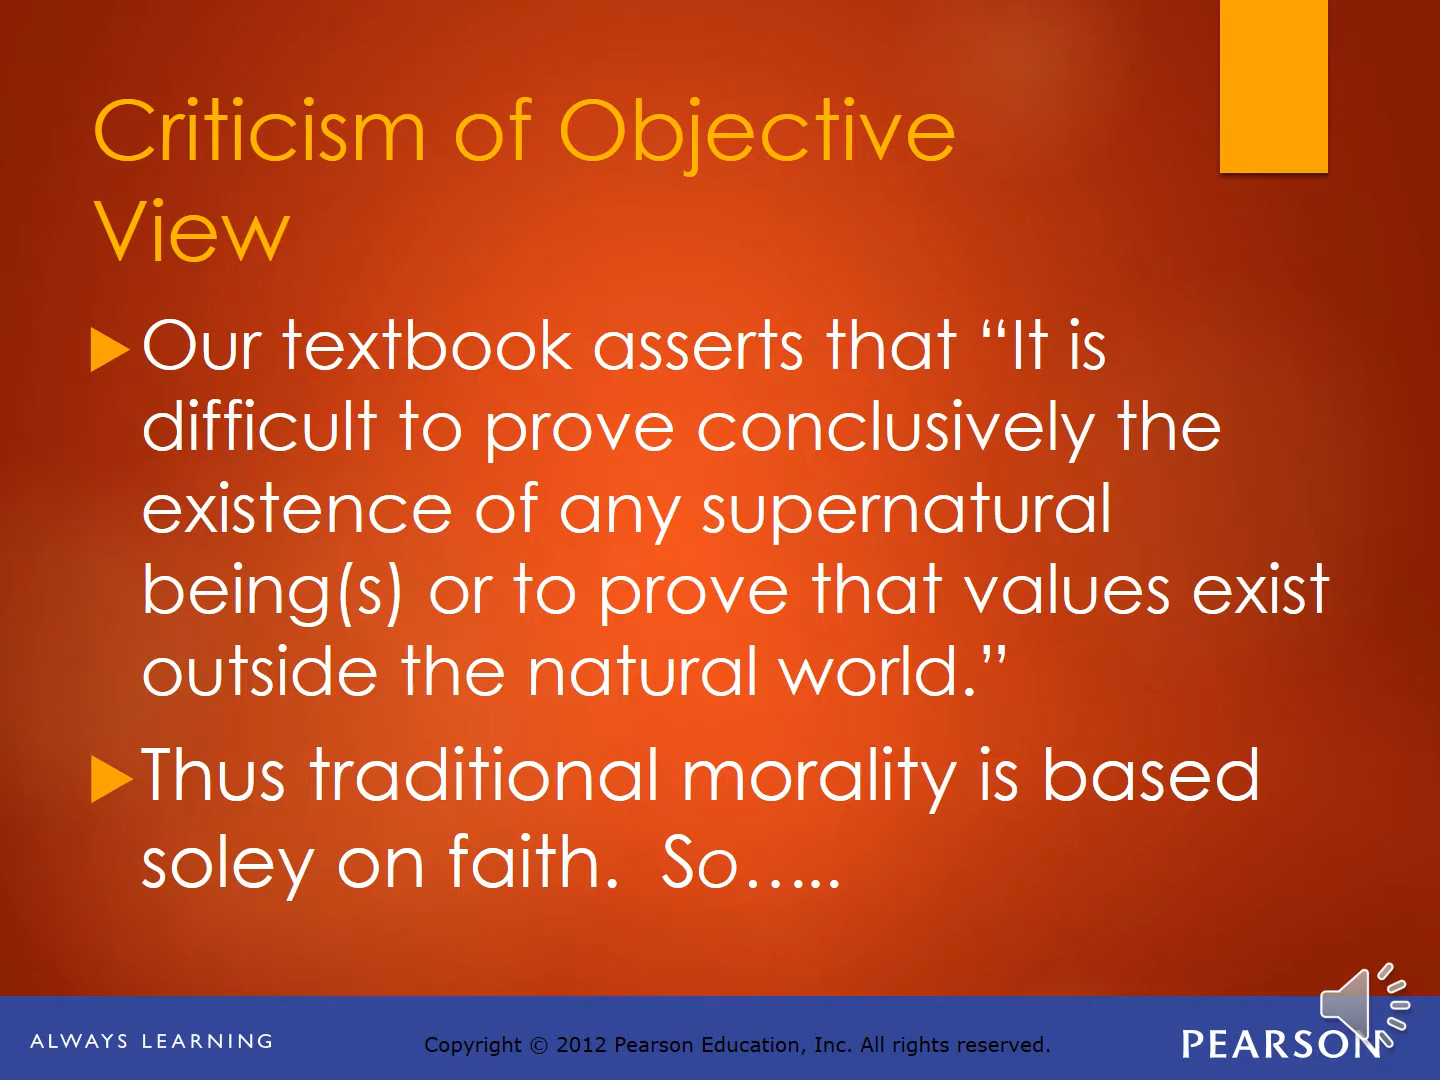 Criticism of Objective
View
Our textbook asserts that “It is
difficult to prove conclusively the
existence of any supernatural
being(s) or to prove that values exist
outside the natural world.”
Thus traditional morality is based
soley on faith.  So…..
ALWAYS LEARNING
Copyright © 2012 Pearson Education, Inc. All rights reserved.
PEARSON